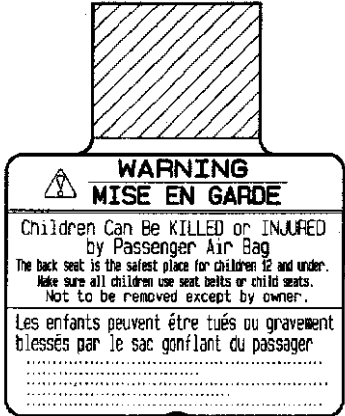 WARNING
MISE EN GARDE
Children Can Be KILLED or INJURED
by Passenger Air Bag
The back seat is the safest place for children 12 and under.
Make sure all children use seat belts or child seats.
Not to be removed except by owner.
Les enfants peuvent être tués ou gravement
blessés par le sac gonflant du passager